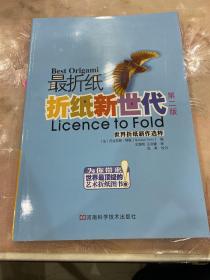 Best Origami
最折纸
折纸新世代
第二版
Licence to Fold
世界折纸新作选粹
为你搜罗
世界最顶级的
艺术折纸图书
河南科学技术出版社